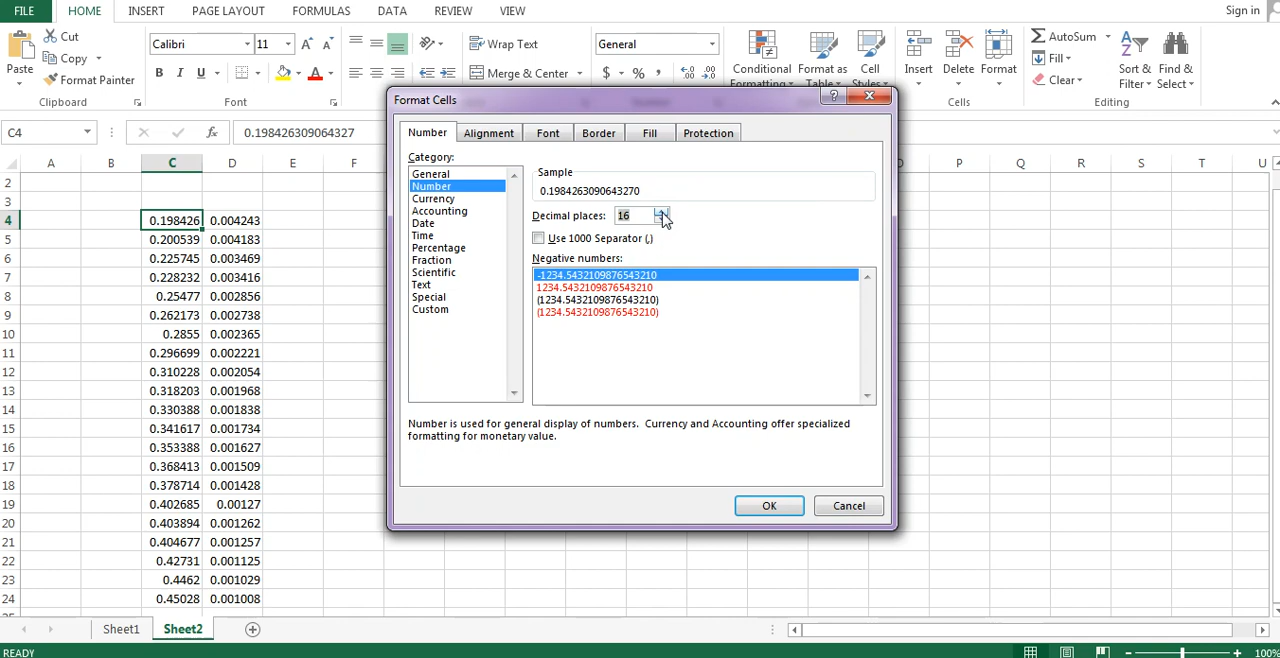 FILE HOME INSERT PAGE LAYOUT FORMULAS DATA REVIEW VIEW Sign in
Cut Calibri 11 A A Wrap Text General AutoSum
Paste Copy Conditional Format as Cell Insert Delete Format Fill Sort & Find &
Format Painter B I U A Merge & Center $ % , Formatting Table Styles Clear Filter Select
Clipboard Font Cells Editing
Format Cells
C4 fx 0.198426309064327
Number Alignment Font Border Fill Protection
A B C D E F P Q R S T U
Category:
General
Number
Currency
Accounting
Date
Time
Percentage
Fraction
Scientific
Text
Special
Custom
Sample
0.1984263090643270
Decimal places: 16
Use 1000 Separator (,)
Negative numbers:
-1234.5432109876543210
1234.5432109876543210
(1234.5432109876543210)
(1234.5432109876543210)
Number is used for general display of numbers. Currency and Accounting offer specialized
formatting for monetary value.
OK Cancel
2
3
4 0.198426 0.004243
5 0.200539 0.004183
6 0.225745 0.003469
7 0.228232 0.003416
8 0.25477 0.002856
9 0.262173 0.002738
10 0.2855 0.002365
11 0.296699 0.002221
12 0.310228 0.002054
13 0.318203 0.001968
14 0.330388 0.001838
15 0.341617 0.001734
16 0.353388 0.001627
17 0.368413 0.001509
18 0.378714 0.001428
19 0.402685 0.00127
20 0.403894 0.001262
21 0.404677 0.001257
22 0.42731 0.001125
23 0.4462 0.001029
24 0.45028 0.001008
Sheet1 Sheet2
READY 100%